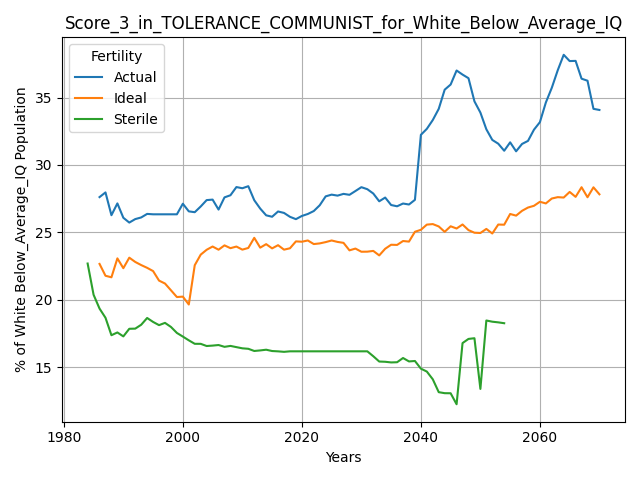 Score_3_in_TOLERANCE_COMMUNIST_for_White_Below_Average_IQ
Fertility
Actual
Ideal
Sterile
% of White Below_Average_IQ Population
35
30
25
20
15
1980
2000
2020
2040
2060
Years